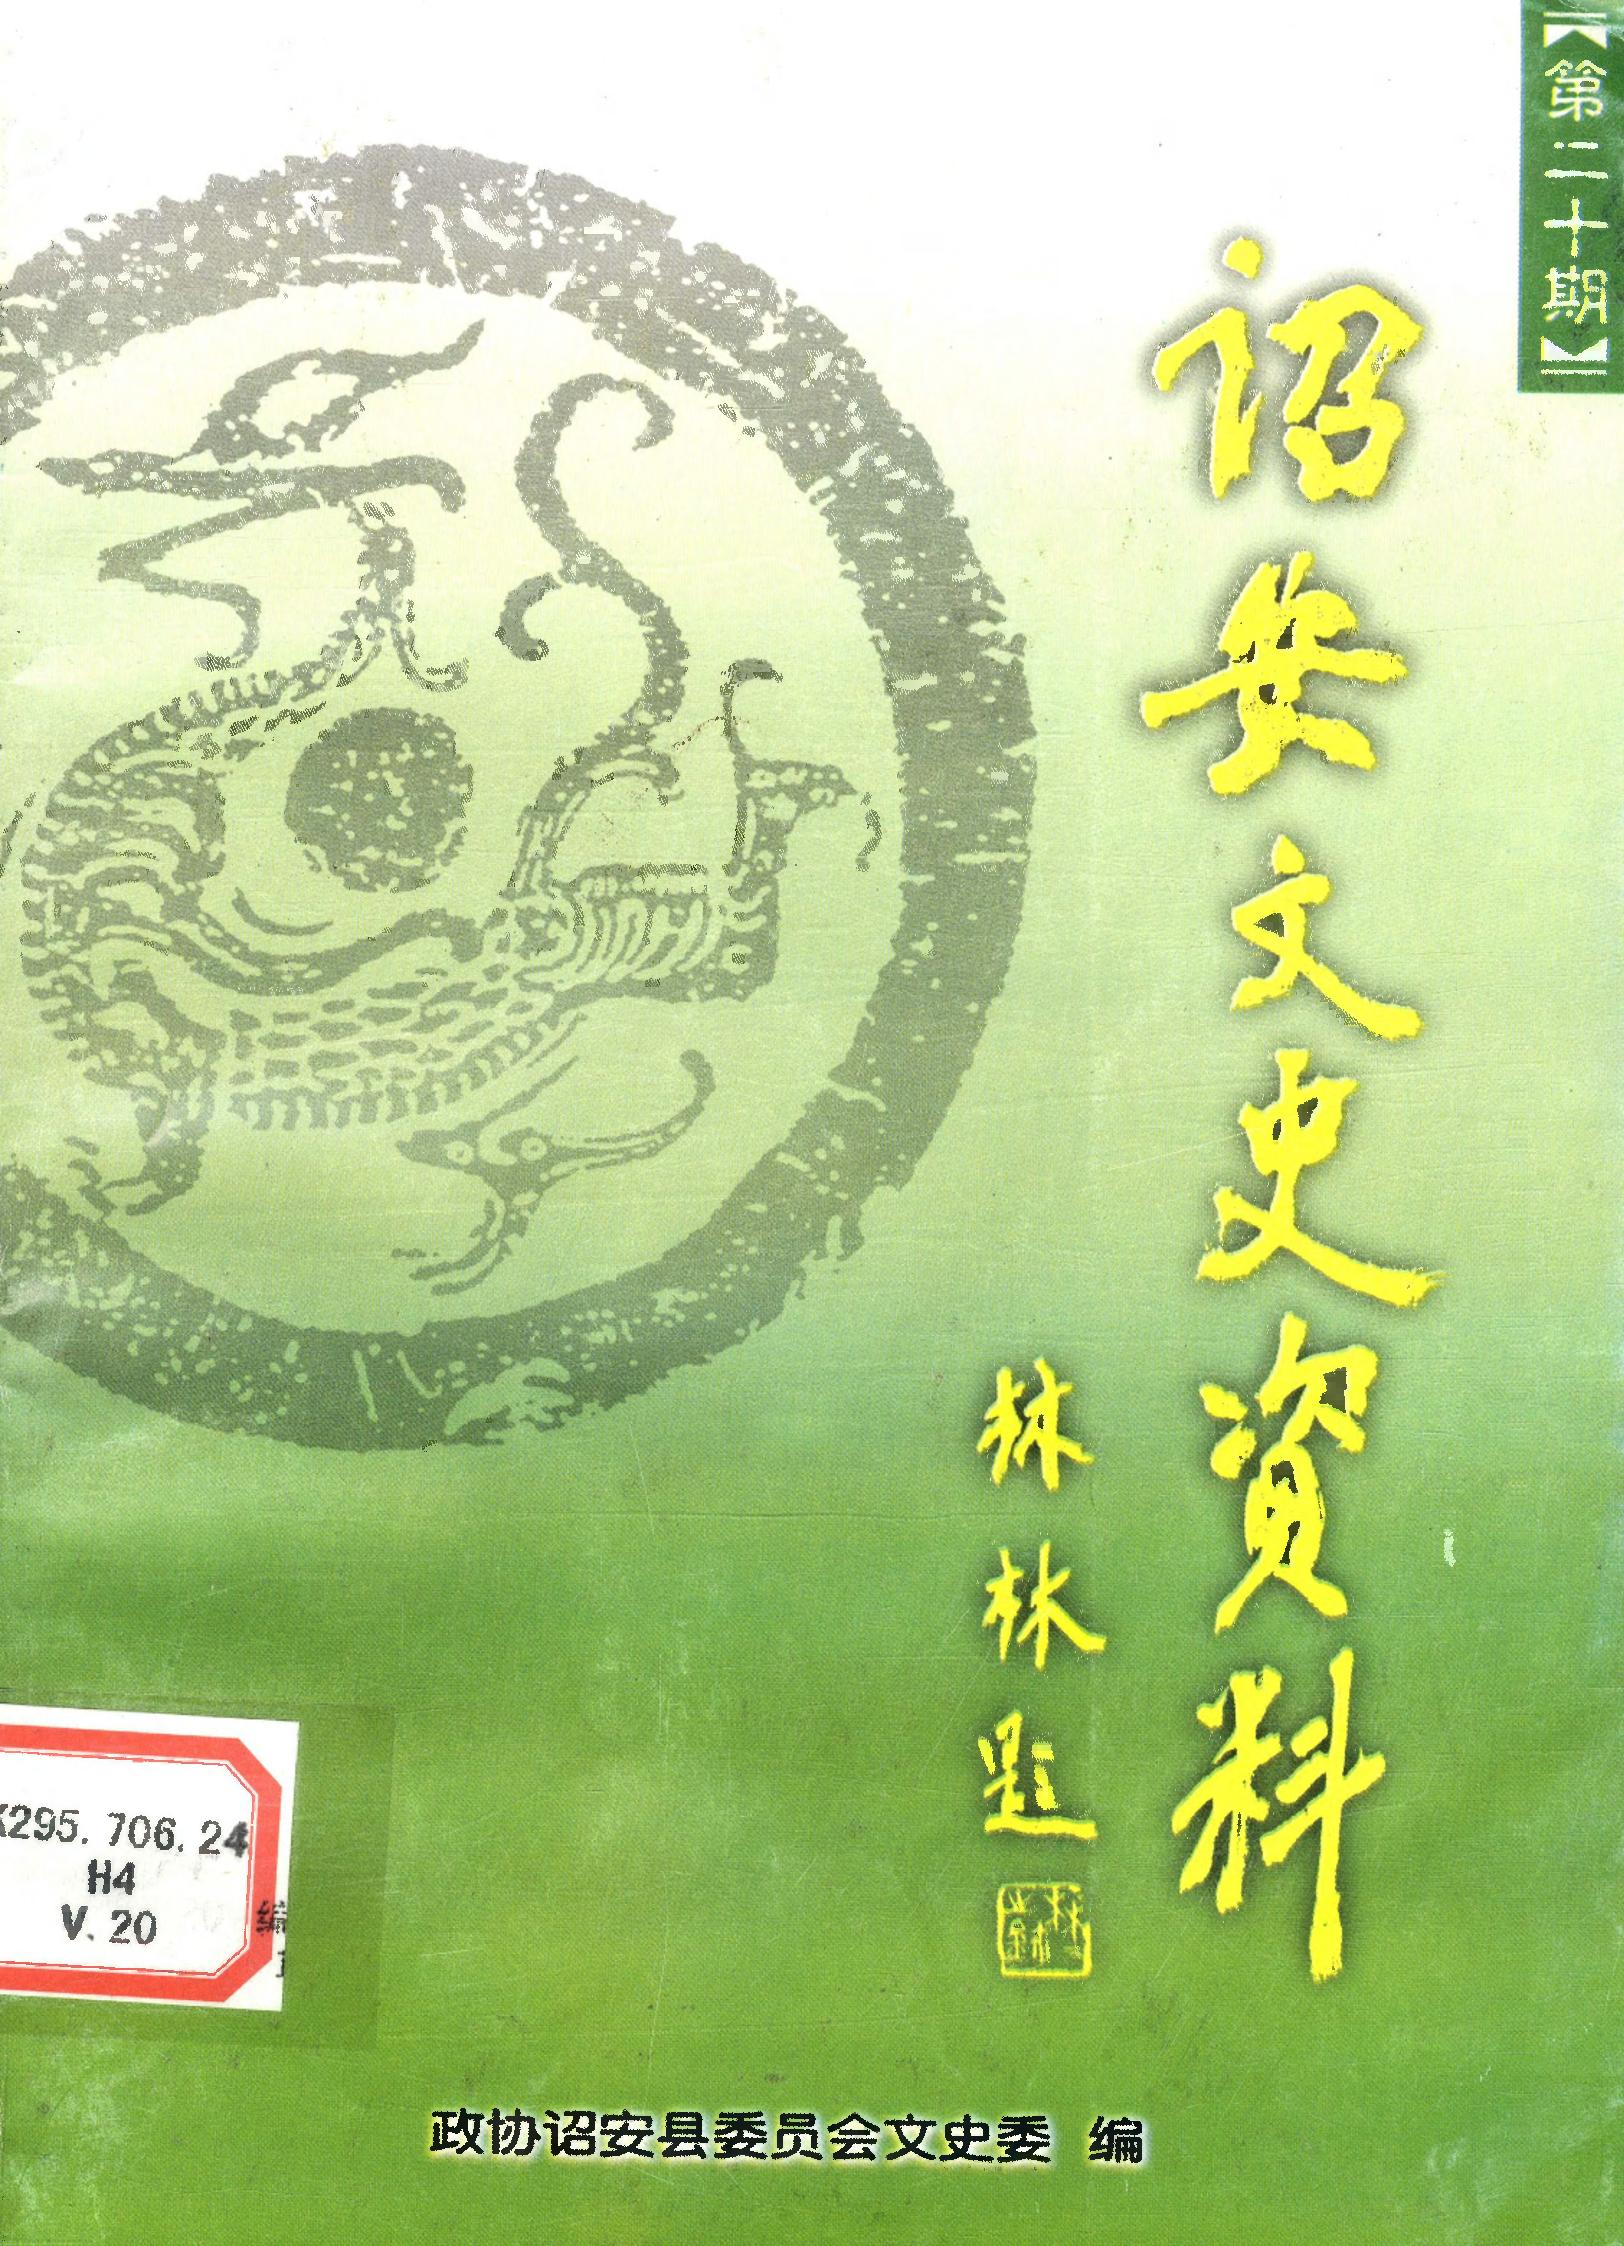 【第二十期】
诏安文史资料
林林题
K295.706.24
H4
V.20
政协诏安县委员会文史委 编